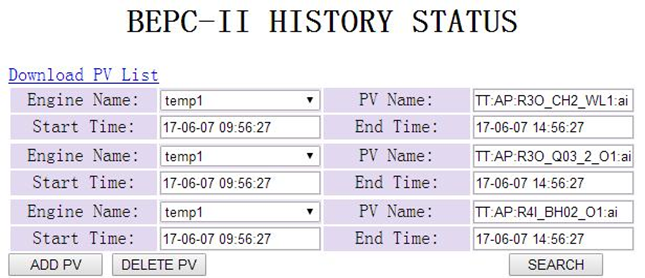 BEPC-II HISTORY STATUS
Download PV List
Engine Name: temp1 PV Name: TT:AP:R3O_CH2_WL1:ai
Start Time: 17-06-07 09:56:27 End Time: 17-06-07 14:56:27
Engine Name: temp1 PV Name: TT:AP:R3O_Q03_2_O1:ai
Start Time: 17-06-07 09:56:27 End Time: 17-06-07 14:56:27
Engine Name: temp1 PV Name: TT:AP:R4I_BH02_O1:ai
Start Time: 17-06-07 09:56:27 End Time: 17-06-07 14:56:27
ADD PV DELETE PV SEARCH